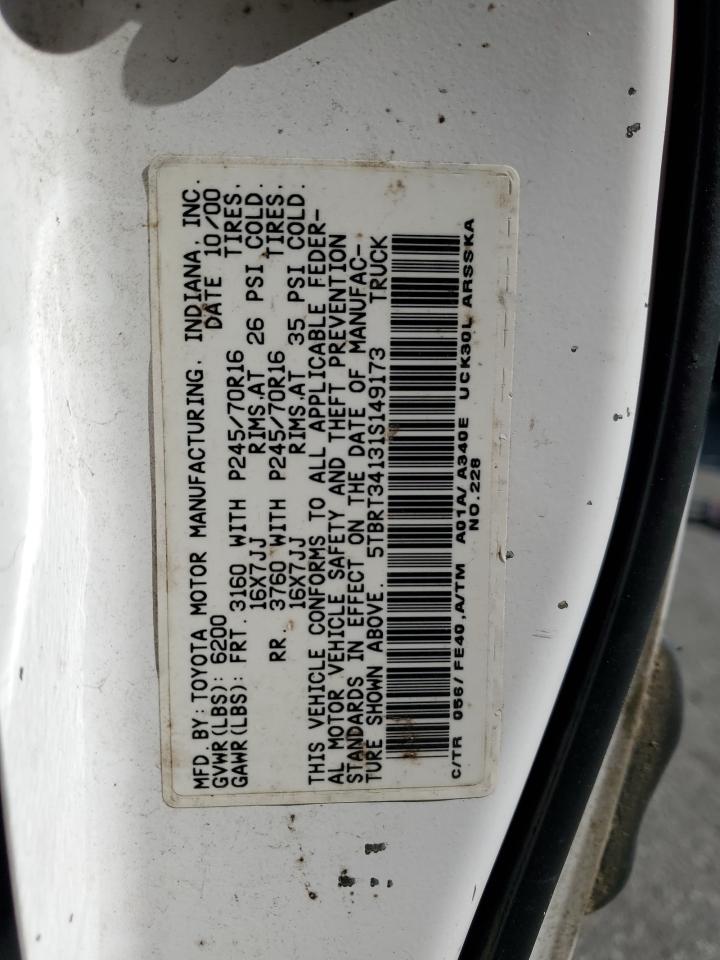 MFD. BY: TOYOTA MOTOR MANUFACTURING, INDIANA, INC.
GVWR(LBS): 6200 DATE 10/00
GAWR(LBS): FRT. 3160 WITH P245/70R16 TIRES,
16X7JJ RIMS.AT 26 PSI COLD.
RR. 3760 WITH P245/70R16 TIRES,
16X7JJ RIMS.AT 35 PSI COLD.
THIS VEHICLE CONFORMS TO ALL APPLICABLE FEDER-
AL MOTOR VEHICLE SAFETY AND THEFT PREVENTION
STANDARDS IN EFFECT ON THE DATE OF MANUFAC-
TURE SHOWN ABOVE. 5TBRT34131S149173 TRUCK
C/TR 056/FE40,A/TM A01A/A340E UCK30L ARSSKA
NO.228